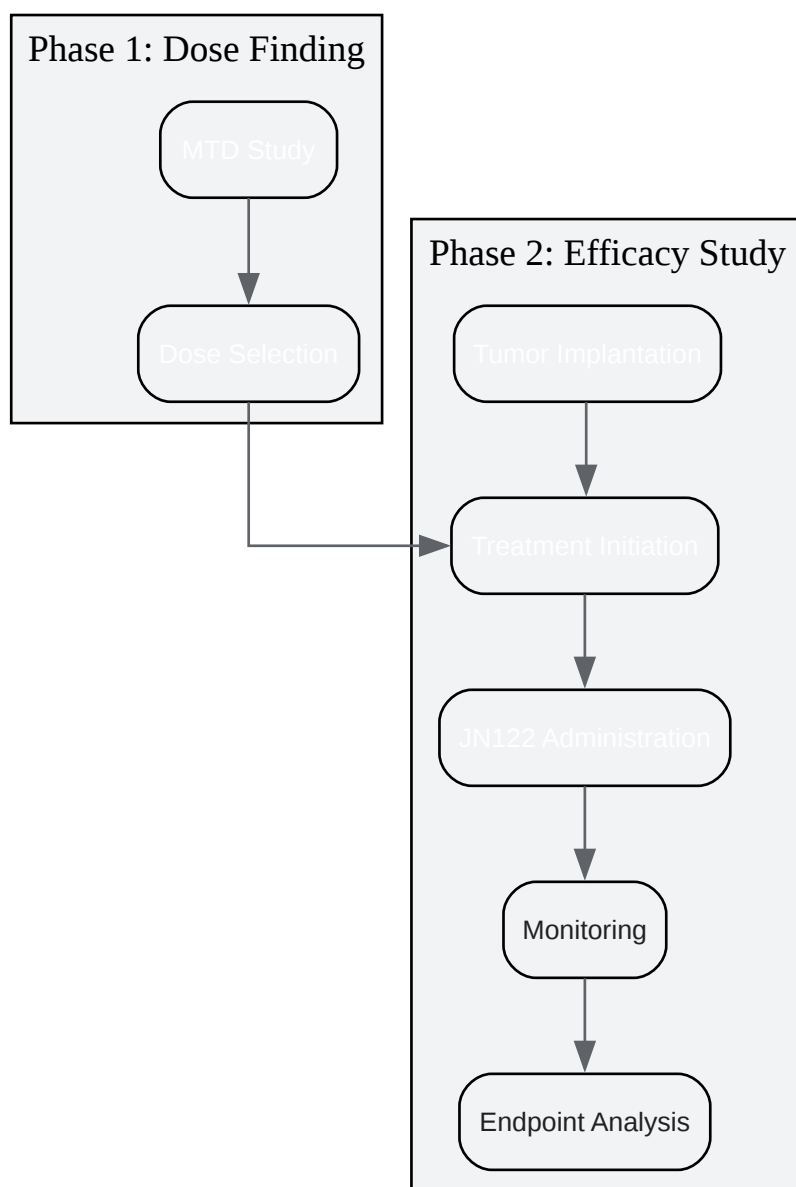 Phase 1: Dose Finding
MTD Study
Dose Selection
Phase 2: Efficacy Study
Tumor Implantation
Treatment Initiation
JN122 Administration
Monitoring
Endpoint Analysis